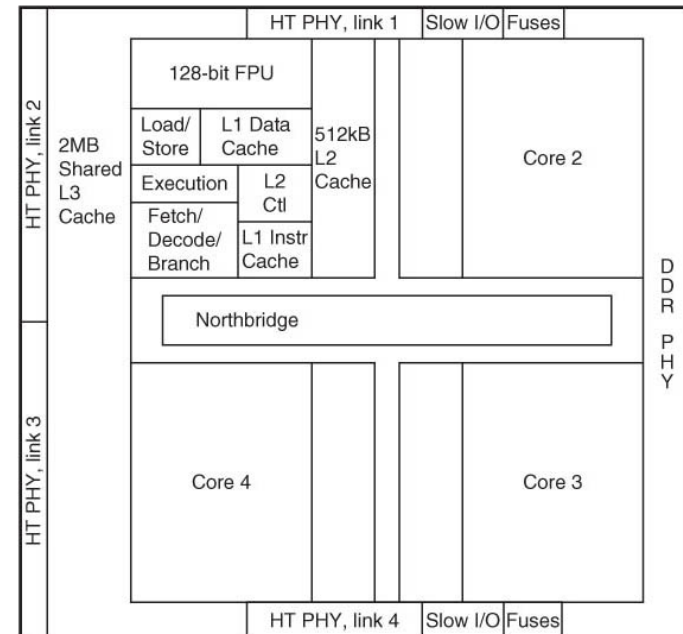 HT PHY, link 1
Slow I/O
Fuses
HT PHY, link 2
2MB
Shared
L3
Cache
128-bit FPU
Load/
Store
L1 Data
Cache
Execution
L2
Ctl
Fetch/
Decode/
Branch
L1 Instr
Cache
512kB
L2
Cache
Core 2
Northbridge
DDR PHY
HT PHY, link 3
Core 4
Core 3
HT PHY, link 4
Slow I/O
Fuses